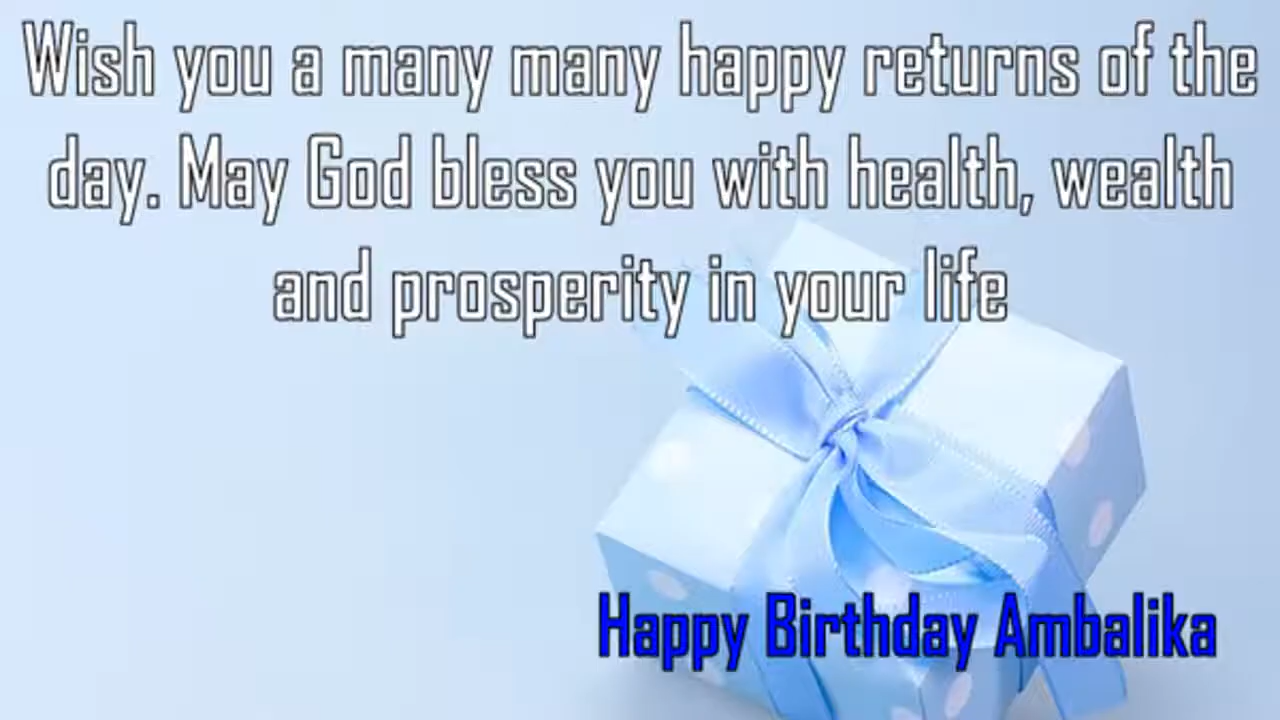 Wish you a many many happy returns of the
day. May God bless you with health, wealth
and prosperity in your life
Happy Birthday Ambalika